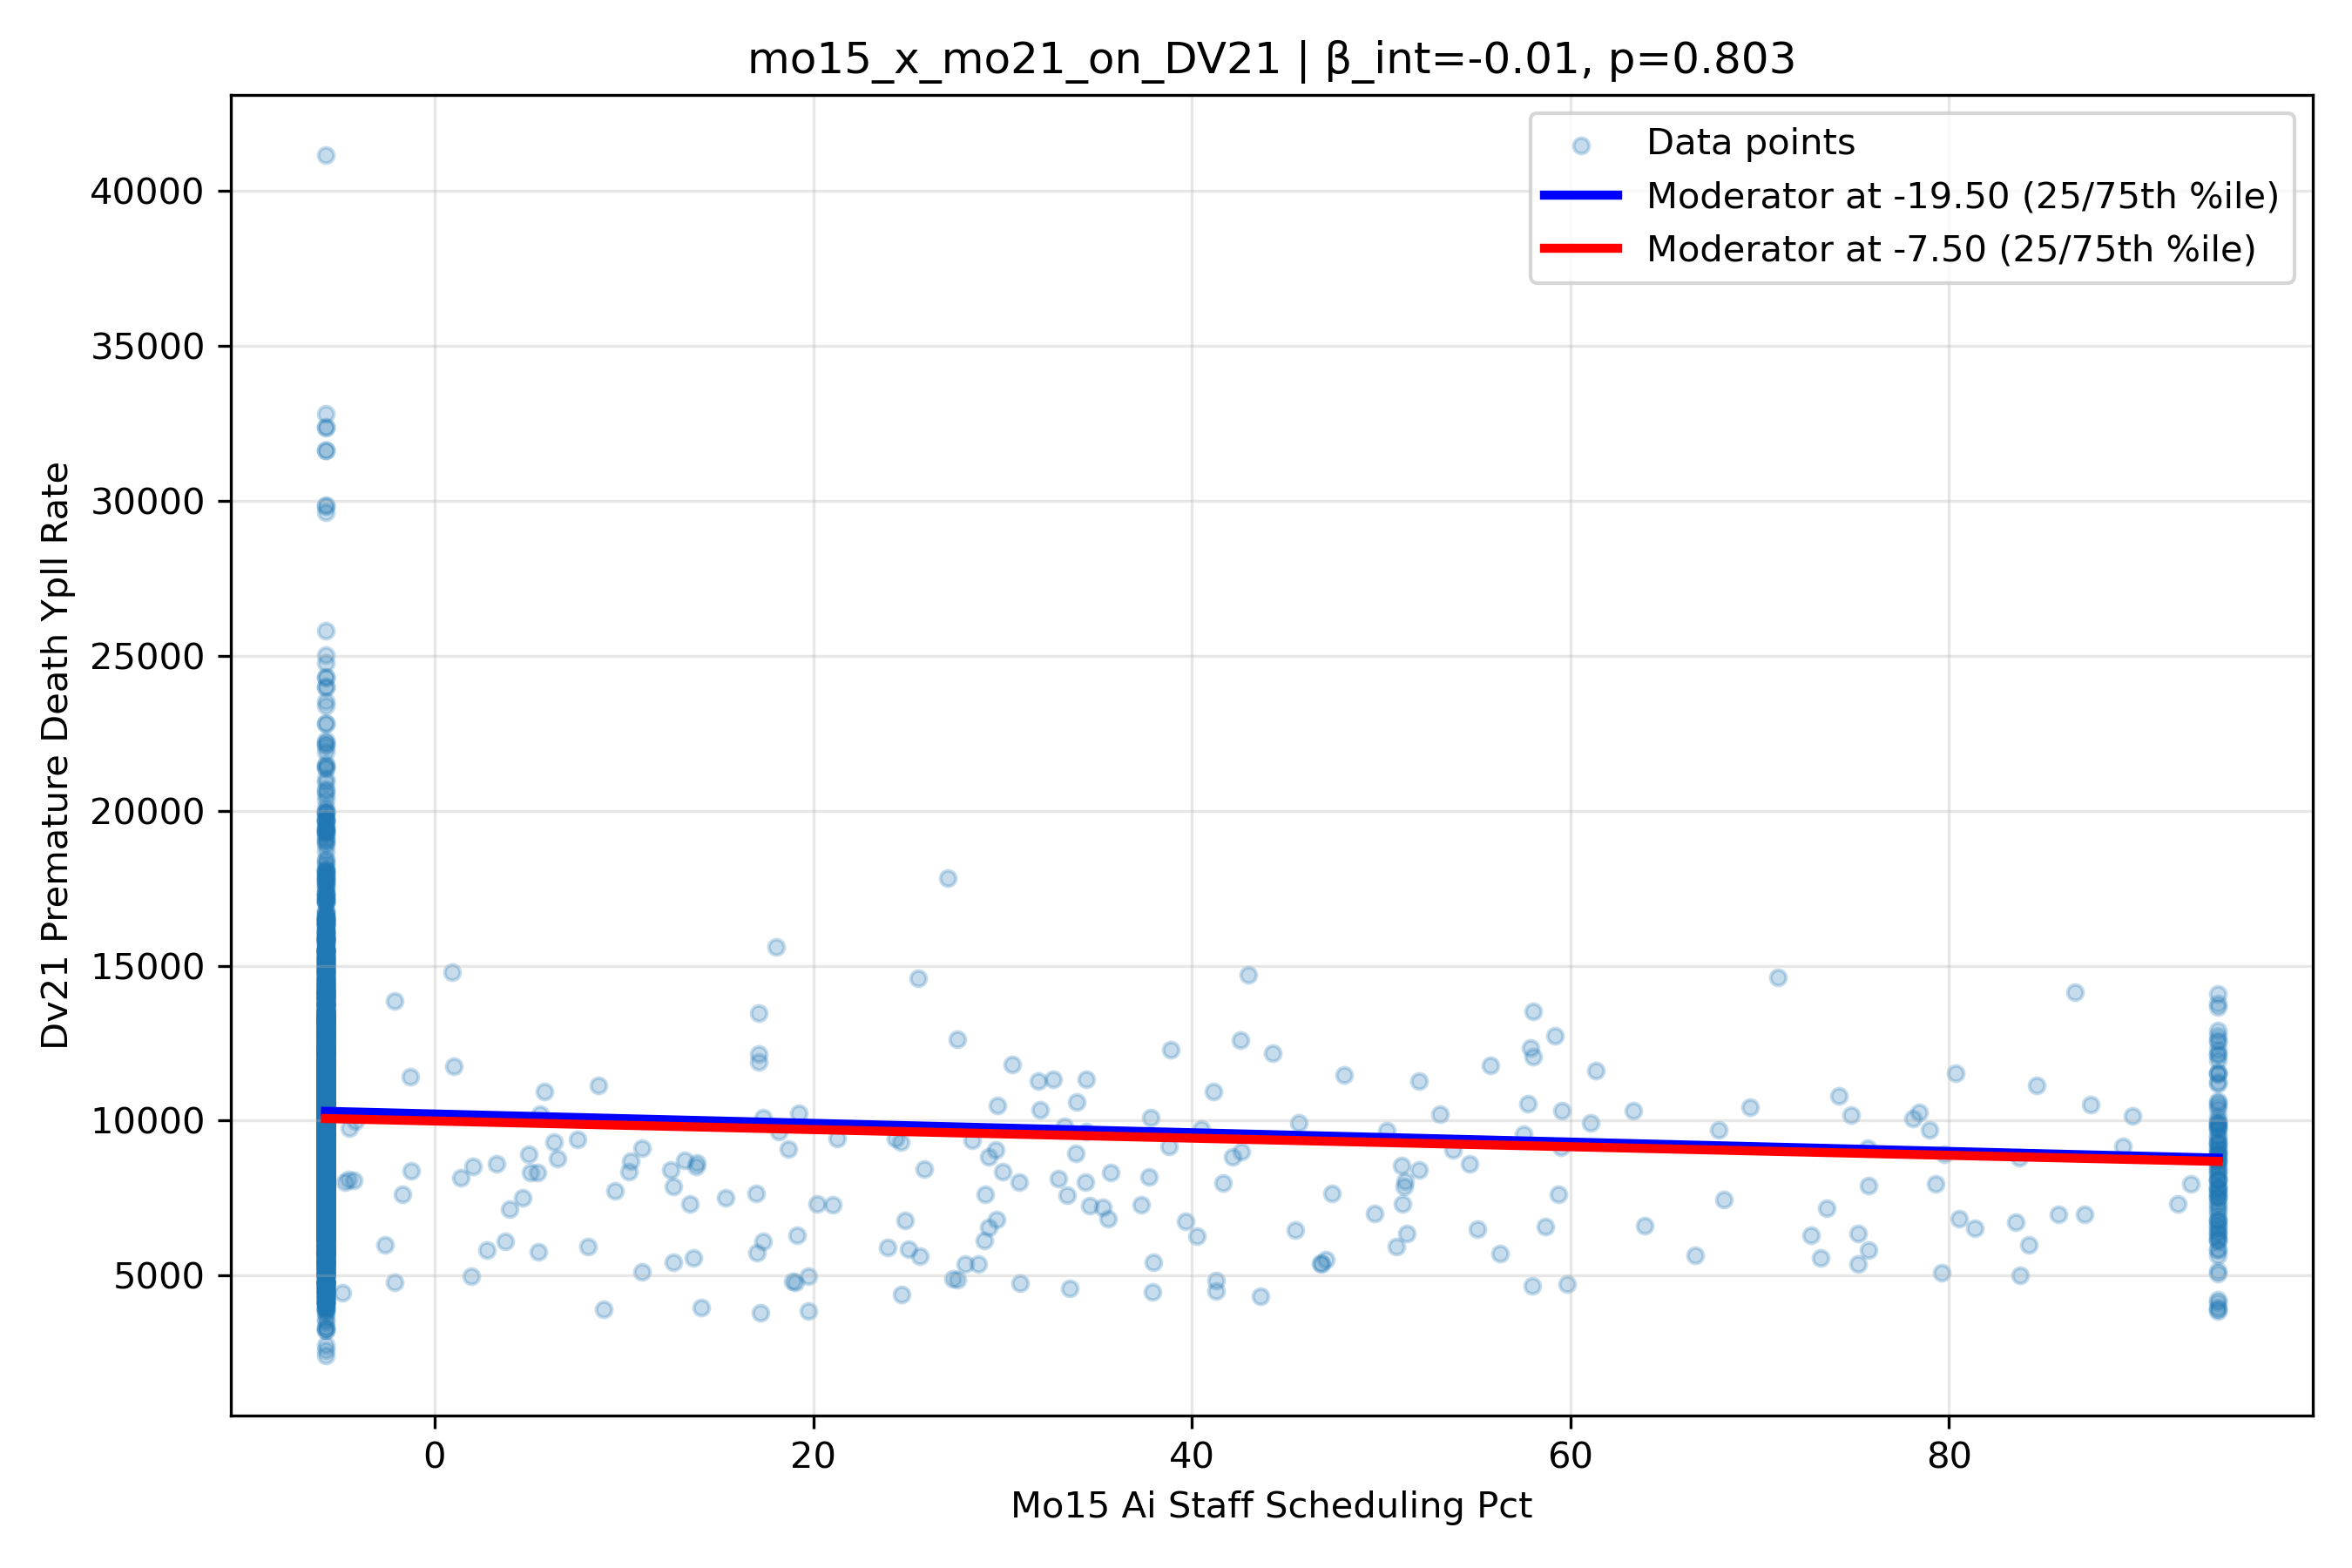 mo15_x_mo21_on_DV21 | β_int=-0.01, p=0.803
Data points
Moderator at -19.50 (25/75th %ile)
Moderator at -7.50 (25/75th %ile)
Dv21 Premature Death Ypll Rate
40000
35000
30000
25000
20000
15000
10000
5000
0
20
40
60
80
Mo15 Ai Staff Scheduling Pct